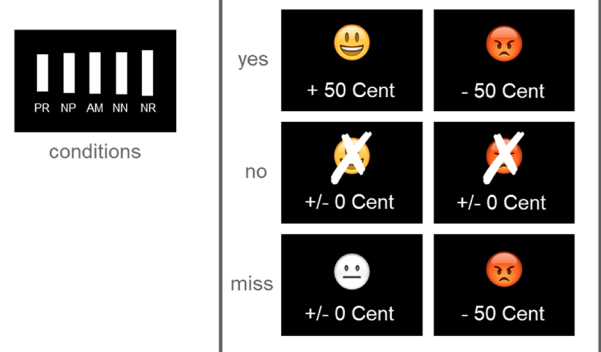 PR NP AM NN NR
conditions
yes
+ 50 Cent
- 50 Cent
no
+/- 0 Cent
+/- 0 Cent
miss
+/- 0 Cent
- 50 Cent